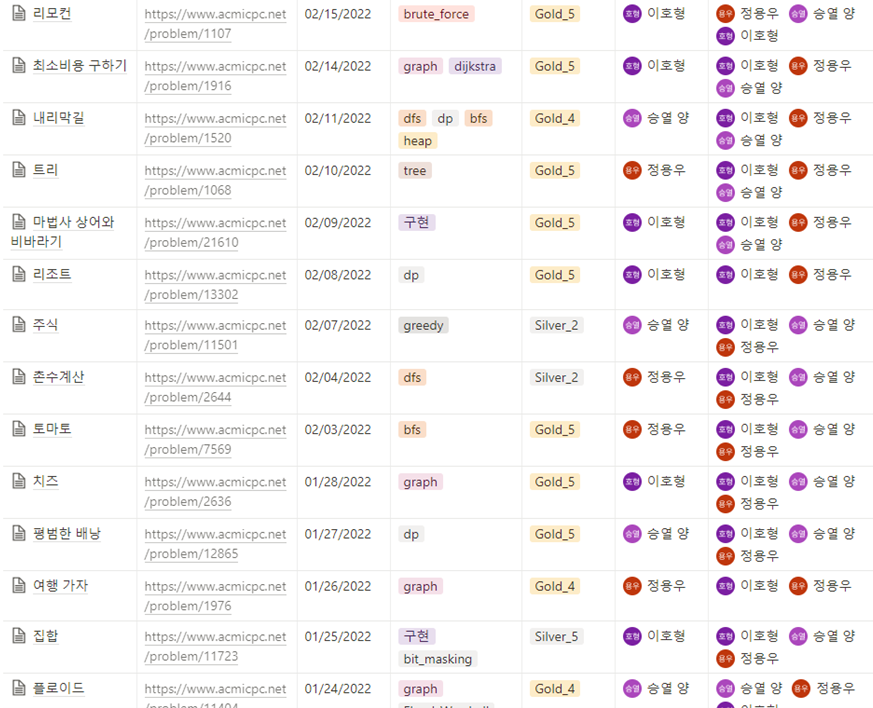 리모컨 https://www.acmicpc.net 02/15/2022 brute_force Gold_5 호형 이호형 용우 정용우 승열 승열 양
/problem/1107 호형 이호형
최소비용 구하기 https://www.acmicpc.net 02/14/2022 graph dijkstra Gold_5 호형 이호형 호형 이호형 용우 정용우
/problem/1916 승열 승열 양
내리막길 https://www.acmicpc.net 02/11/2022 dfs dp bfs Gold_4 승열 승열 양 호형 이호형 용우 정용우
/problem/1520 heap 승열 승열 양
트리 https://www.acmicpc.net 02/10/2022 tree Gold_5 용우 정용우 호형 이호형 용우 정용우
/problem/1068 승열 승열 양
마법사 상어와 https://www.acmicpc.net 02/09/2022 구현 Gold_5 호형 이호형 호형 이호형 용우 정용우
비바라기 /problem/21610 승열 승열 양
리조트 https://www.acmicpc.net 02/08/2022 dp Gold_5 호형 이호형 호형 이호형 용우 정용우
/problem/13302
주식 https://www.acmicpc.net 02/07/2022 greedy Silver_2 승열 승열 양 호형 이호형 승열 승열 양
/problem/11501 용우 정용우
촌수계산 https://www.acmicpc.net 02/04/2022 dfs Silver_2 용우 정용우 호형 이호형 승열 승열 양
/problem/2644 용우 정용우
토마토 https://www.acmicpc.net 02/03/2022 bfs Gold_5 용우 정용우 호형 이호형 승열 승열 양
/problem/7569 용우 정용우
치즈 https://www.acmicpc.net 01/28/2022 graph Gold_5 호형 이호형 호형 이호형 승열 승열 양
/problem/2636 용우 정용우
평범한 배낭 https://www.acmicpc.net 01/27/2022 dp Gold_5 승열 승열 양 호형 이호형 승열 승열 양
/problem/12865 용우 정용우
여행 가자 https://www.acmicpc.net 01/26/2022 graph Gold_4 용우 정용우 호형 이호형 용우 정용우
/problem/1976
집합 https://www.acmicpc.net 01/25/2022 구현 Silver_5 호형 이호형 호형 이호형 승열 승열 양
/problem/11723 bit_masking 용우 정용우
플로이드 https://www.acmicpc.net 01/24/2022 graph Gold_4 승열 승열 양 승열 승열 양 용우 정용우
/problem/11404